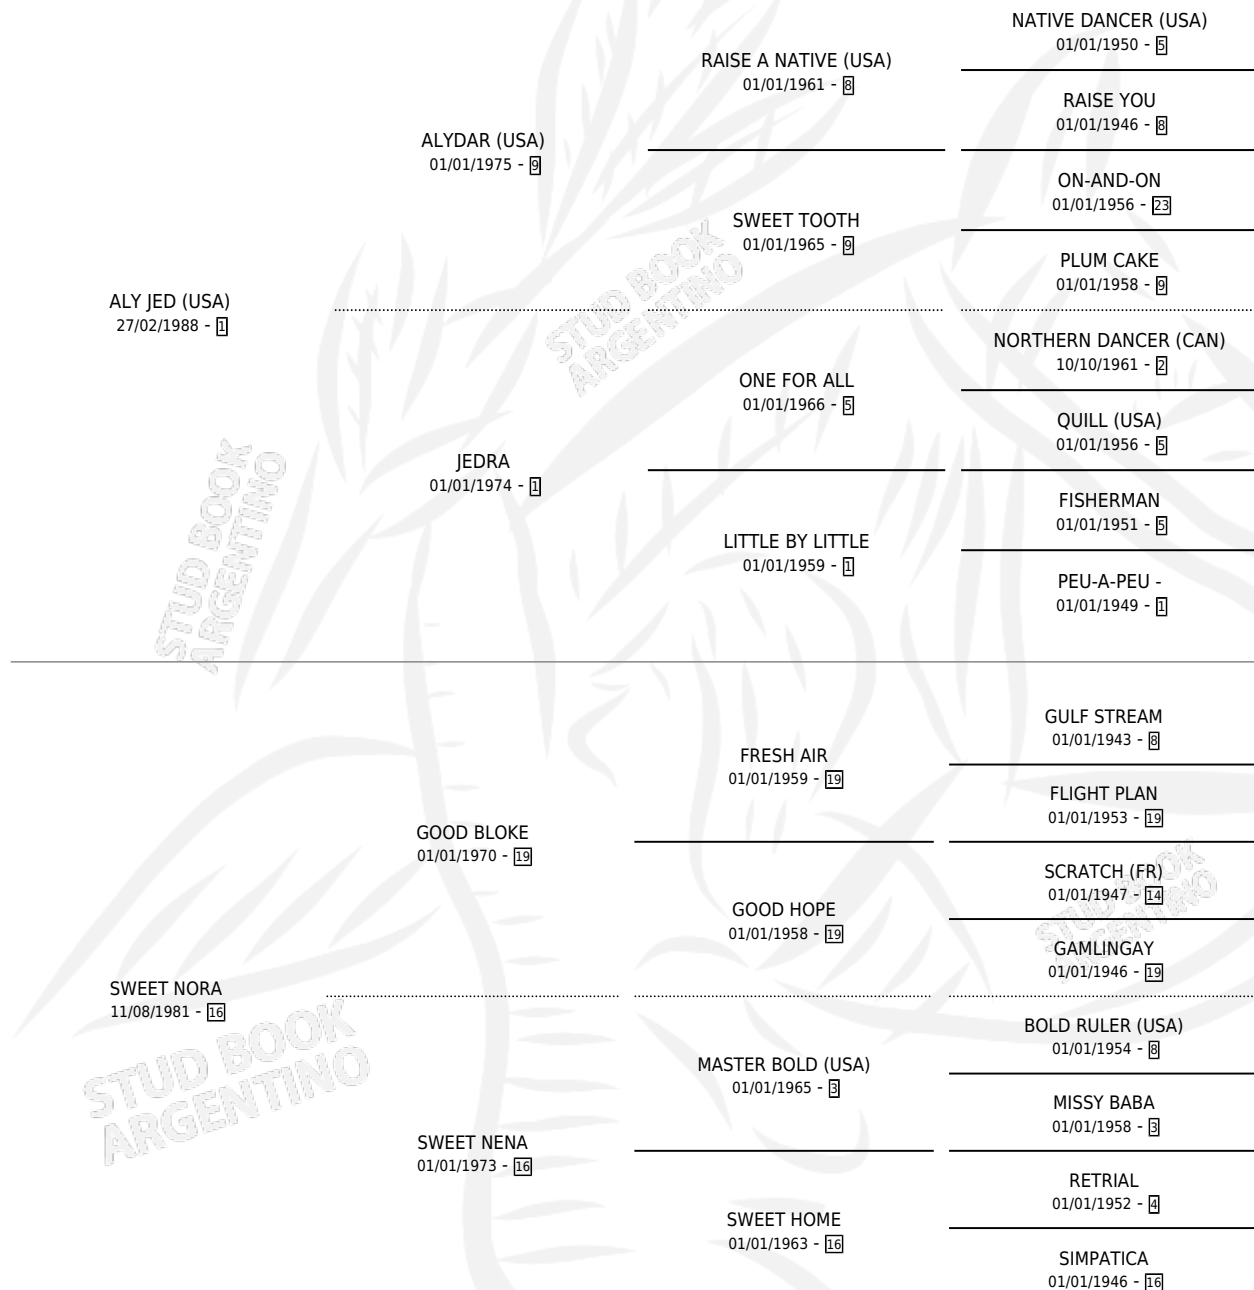 NATIVE DANCER (USA)
01/01/1950 - 5
RAISE A NATIVE (USA)
01/01/1961 - 8
RAISE YOU
01/01/1946 - 8
ALYDAR (USA)
01/01/1975 - 9
ON-AND-ON
01/01/1956 - 23
SWEET TOOTH
01/01/1965 - 9
PLUM CAKE
01/01/1958 - 9
ALY JED (USA)
27/02/1988 - 1
STUD BOOK
ARGENTINO
NORTHERN DANCER (CAN)
10/10/1961 - 2
ONE FOR ALL
01/01/1966 - 5
QUILL (USA)
01/01/1956 - 5
JEDRA
01/01/1974 - 1
FISHERMAN
01/01/1951 - 5
LITTLE BY LITTLE
01/01/1959 - 1
PEU-A-PEU -
01/01/1949 - 1
STUD BOOK
ARGENTINO
GULF STREAM
01/01/1943 - 8
FRESH AIR
01/01/1959 - 19
FLIGHT PLAN
01/01/1953 - 19
GOOD BLOKE
01/01/1970 - 19
SCRATCH (FR)
01/01/1947 - 14
GOOD HOPE
01/01/1958 - 19
STUD BOOK
ARGENTINO
GAMLINGAY
01/01/1946 - 19
SWEET NORA
11/08/1981 - 16
STUD BOOK
ARGENTINO
BOLD RULER (USA)
01/01/1954 - 8
MASTER BOLD (USA)
01/01/1965 - 3
MISSY BABA
01/01/1958 - 3
SWEET NENA
01/01/1973 - 16
RETRIAL
01/01/1952 - 4
SWEET HOME
01/01/1963 - 16
SIMPATICA
01/01/1946 - 16